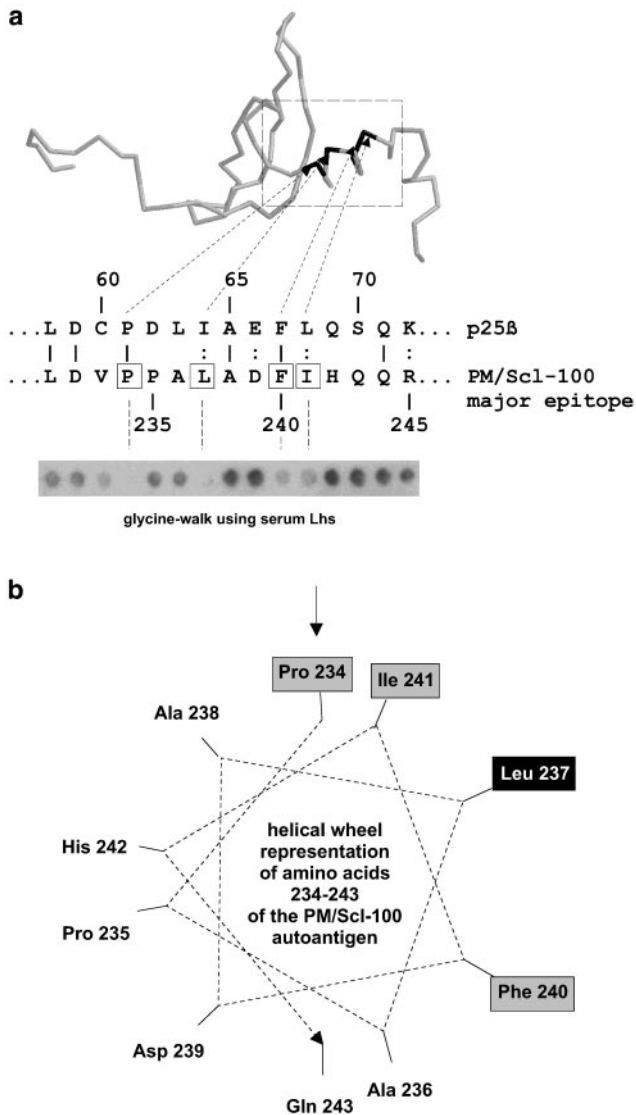 a
60 65 70
...L D C P D L I A E F L Q S Q K... p25ß
| | | : | : | : | :
...L D V P P A L A D F I H Q Q R... PM/Scl-100
major epitope
235 240 245
glycine-walk using serum Lhs
b
Pro 234
Ile 241
Ala 238
Leu 237
helical wheel
representation
of amino acids
234-243
of the PM/Scl-100
autoantigen
His 242
Pro 235
Phe 240
Asp 239
Ala 236
Gln 243